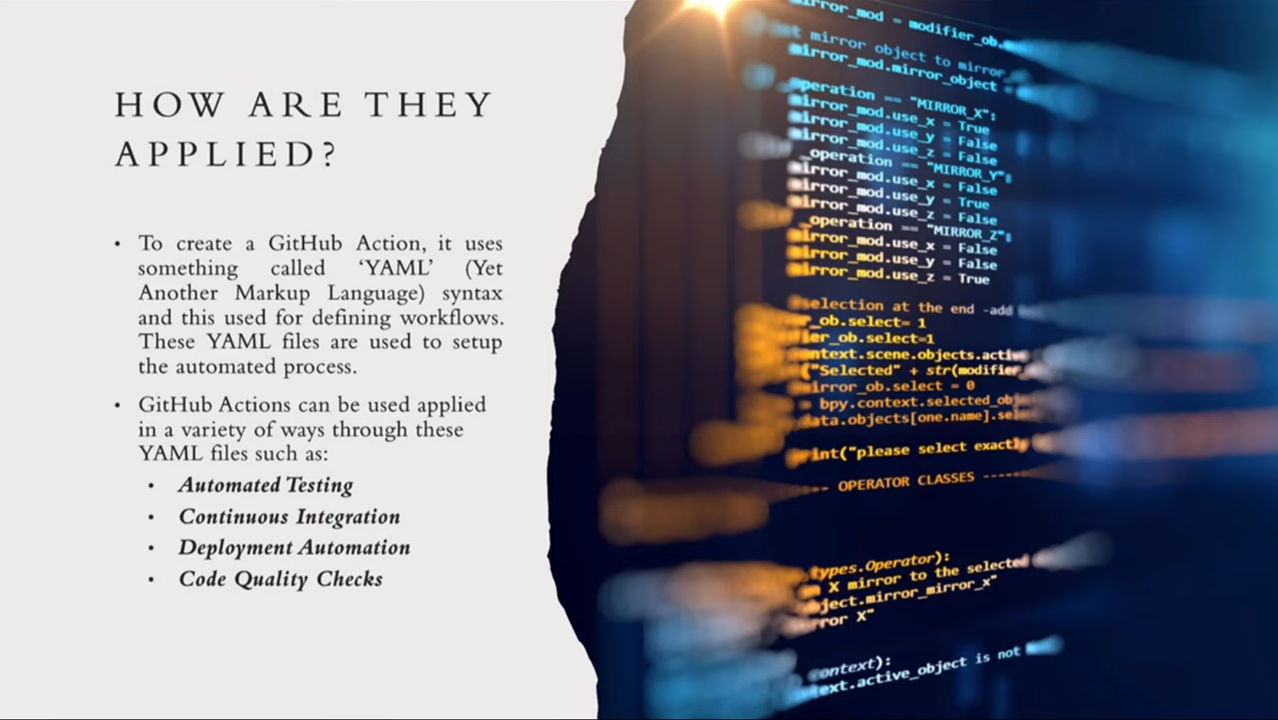 HOW ARE THEY
APPLIED?
• To create a GitHub Action, it uses
something called ‘YAML’ (Yet
Another Markup Language) syntax
and this used for defining workflows.
These YAML files are used to setup
the automated process.
• GitHub Actions can be used applied
in a variety of ways through these
YAML files such as:
• Automated Testing
• Continuous Integration
• Deployment Automation
• Code Quality Checks
mirror_mod = modifier_ob.
mirror object to mirror
mirror_mod.mirror_object
operation == "MIRROR_X":
mirror_mod.use_x = True
mirror_mod.use_y = False
mirror_mod.use_z = False
_operation == "MIRROR_Y":
mirror_mod.use_x = False
mirror_mod.use_y = True
mirror_mod.use_z = False
_operation == "MIRROR_Z":
mirror_mod.use_x = False
mirror_mod.use_y = False
mirror_mod.use_z = True
selection at the end -add
_ob.select= 1
ier_ob.select=1
ntext.scene.objects.active
("Selected" + str(modifier_
mirror_ob.select = 0
= bpy.context.selected_obj
data.objects[one.name].sel
print("please select exactly
--- OPERATOR CLASSES -----
types.Operator):
X mirror to the selected
ject.mirror_mirror_x"
ror X"
context):
ext.active_object is not